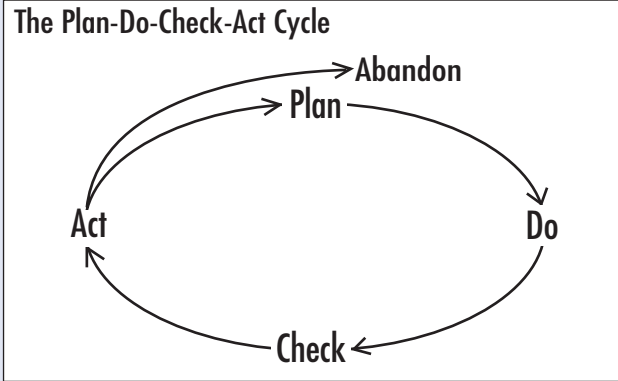 The Plan-Do-Check-Act Cycle
Abandon
Plan
Act
Do
Check